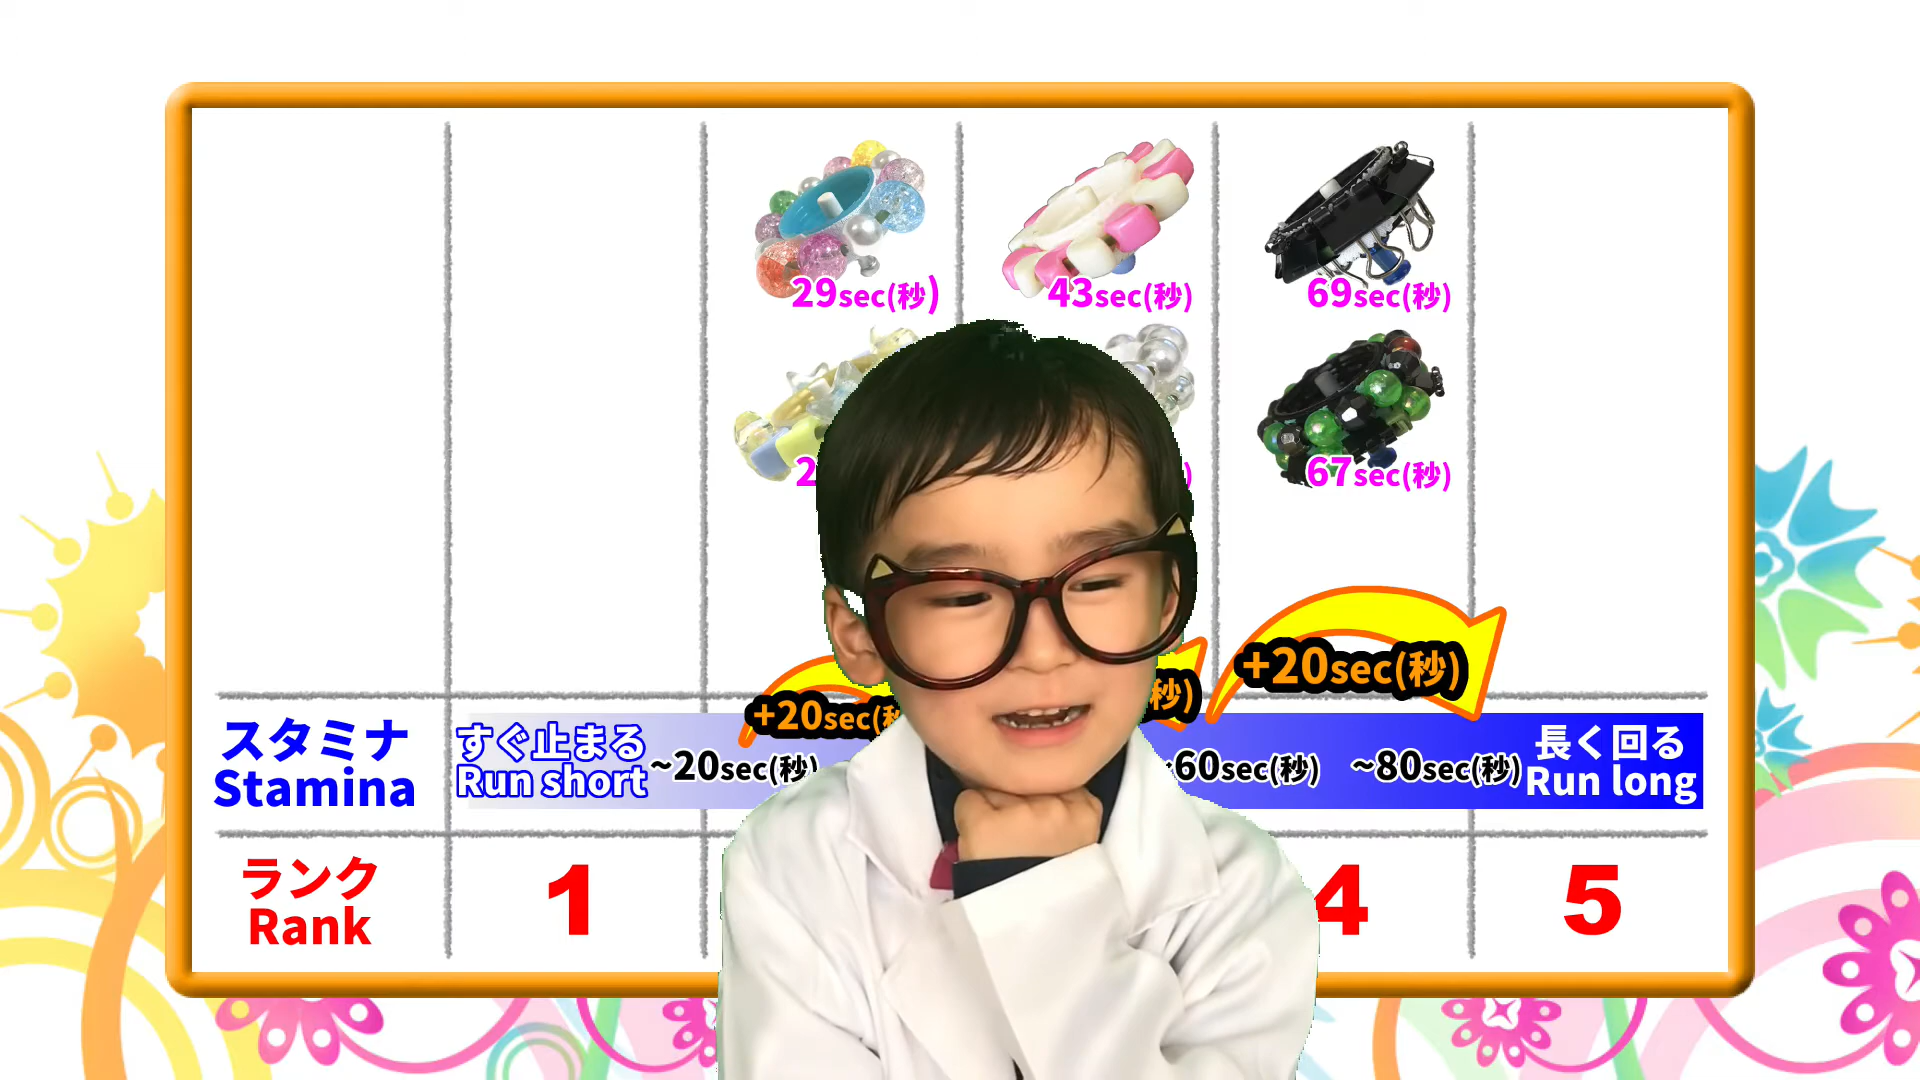 29sec(秒)
43sec(秒)
69sec(秒)
67sec(秒)
+20sec(秒)
+20sec(
秒)
スタミナ
Stamina
すぐ止まる
Run short
~20sec(秒)
60sec(秒)
~80sec(秒)
長く回る
Run long
ランク
Rank
1
4
5